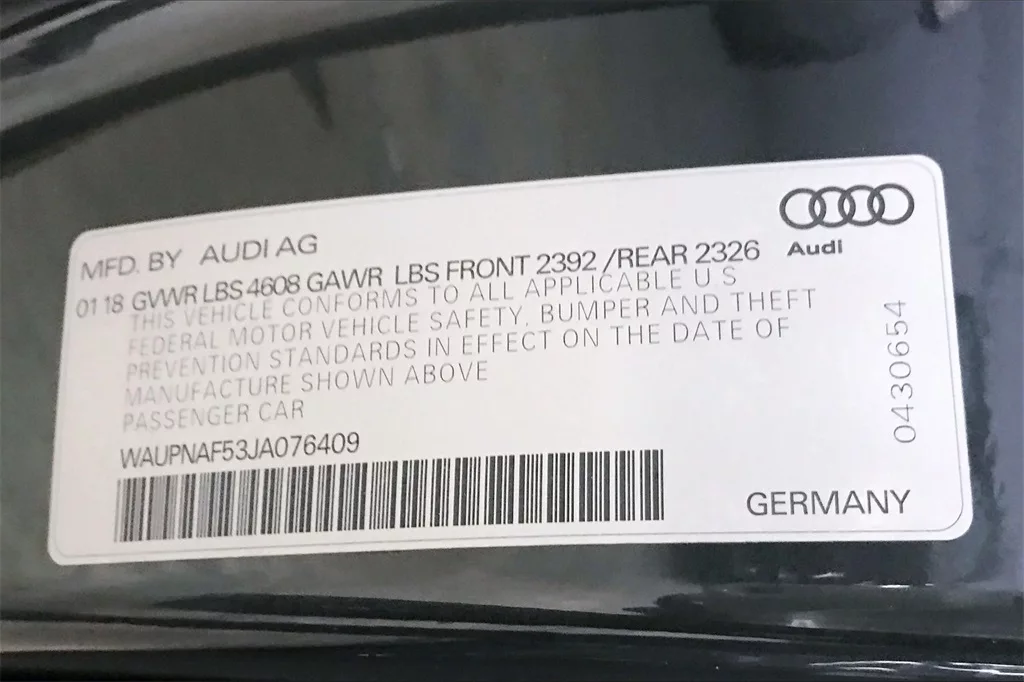 MFD. BY AUDI AG
Audi
01 18 GVWR LBS 4608 GAWR LBS FRONT 2392 /REAR 2326
THIS VEHICLE CONFORMS TO ALL APPLICABLE U S
FEDERAL MOTOR VEHICLE SAFETY, BUMPER AND THEFT
PREVENTION STANDARDS IN EFFECT ON THE DATE OF
MANUFACTURE SHOWN ABOVE
PASSENGER CAR
WAUPNAF53JA076409
0430654
GERMANY